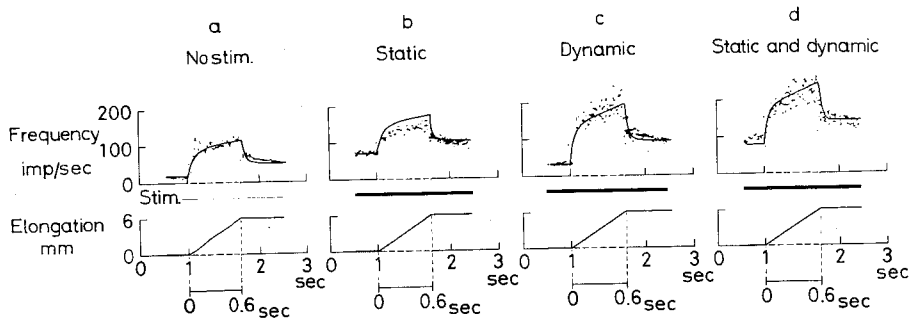 a b c d
No stim. Static Dynamic Static and dynamic
200
Frequency 100
imp/sec 0
Stim.
Elongation 6
mm 0
0 1 2 3 0 1 2 3 0 1 2 3 0 1 2 3
sec sec sec sec
0 0.6 sec 0 0.6 sec 0 0.6 sec 0 0.6 sec